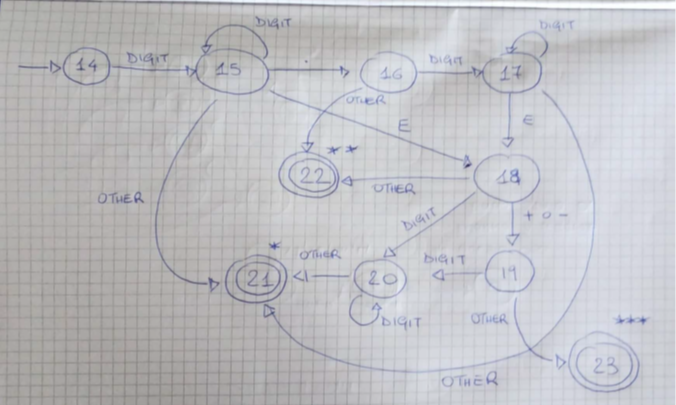 DIGIT
DIGIT
14 DIGIT 15 . 16 DIGIT 17
OTHER
E
E
**
22
OTHER
18
OTHER
DIGIT
+ o -
*
21
OTHER
20
DIGIT
19
DIGIT
OTHER
***
23
OTHER